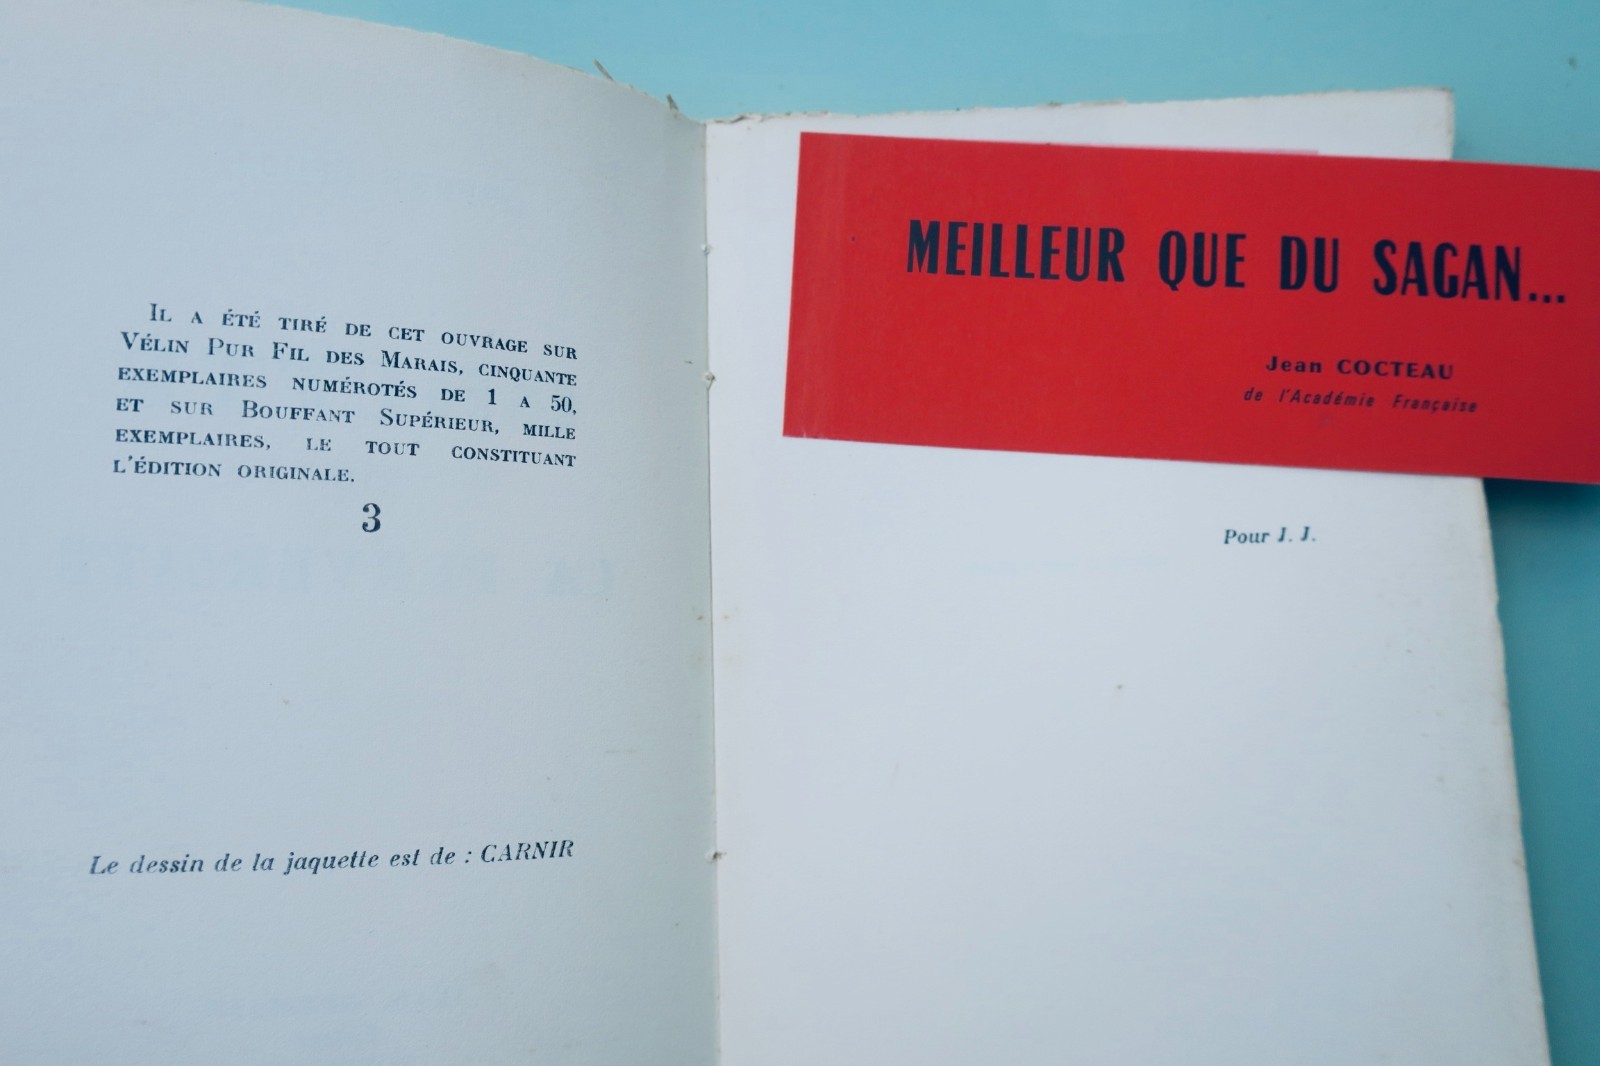 Il a été tiré de cet ouvrage sur
Vélin Pur Fil des Marais, cinquante
exemplaires numérotés de 1 a 50,
et sur Bouffant Supérieur, mille
exemplaires, le tout constituant
l'édition originale.
3
Le dessin de la jaquette est de : CARNIR
MEILLEUR QUE DU SAGAN...
Jean COCTEAU
de l'Académie Française
Pour J. J.